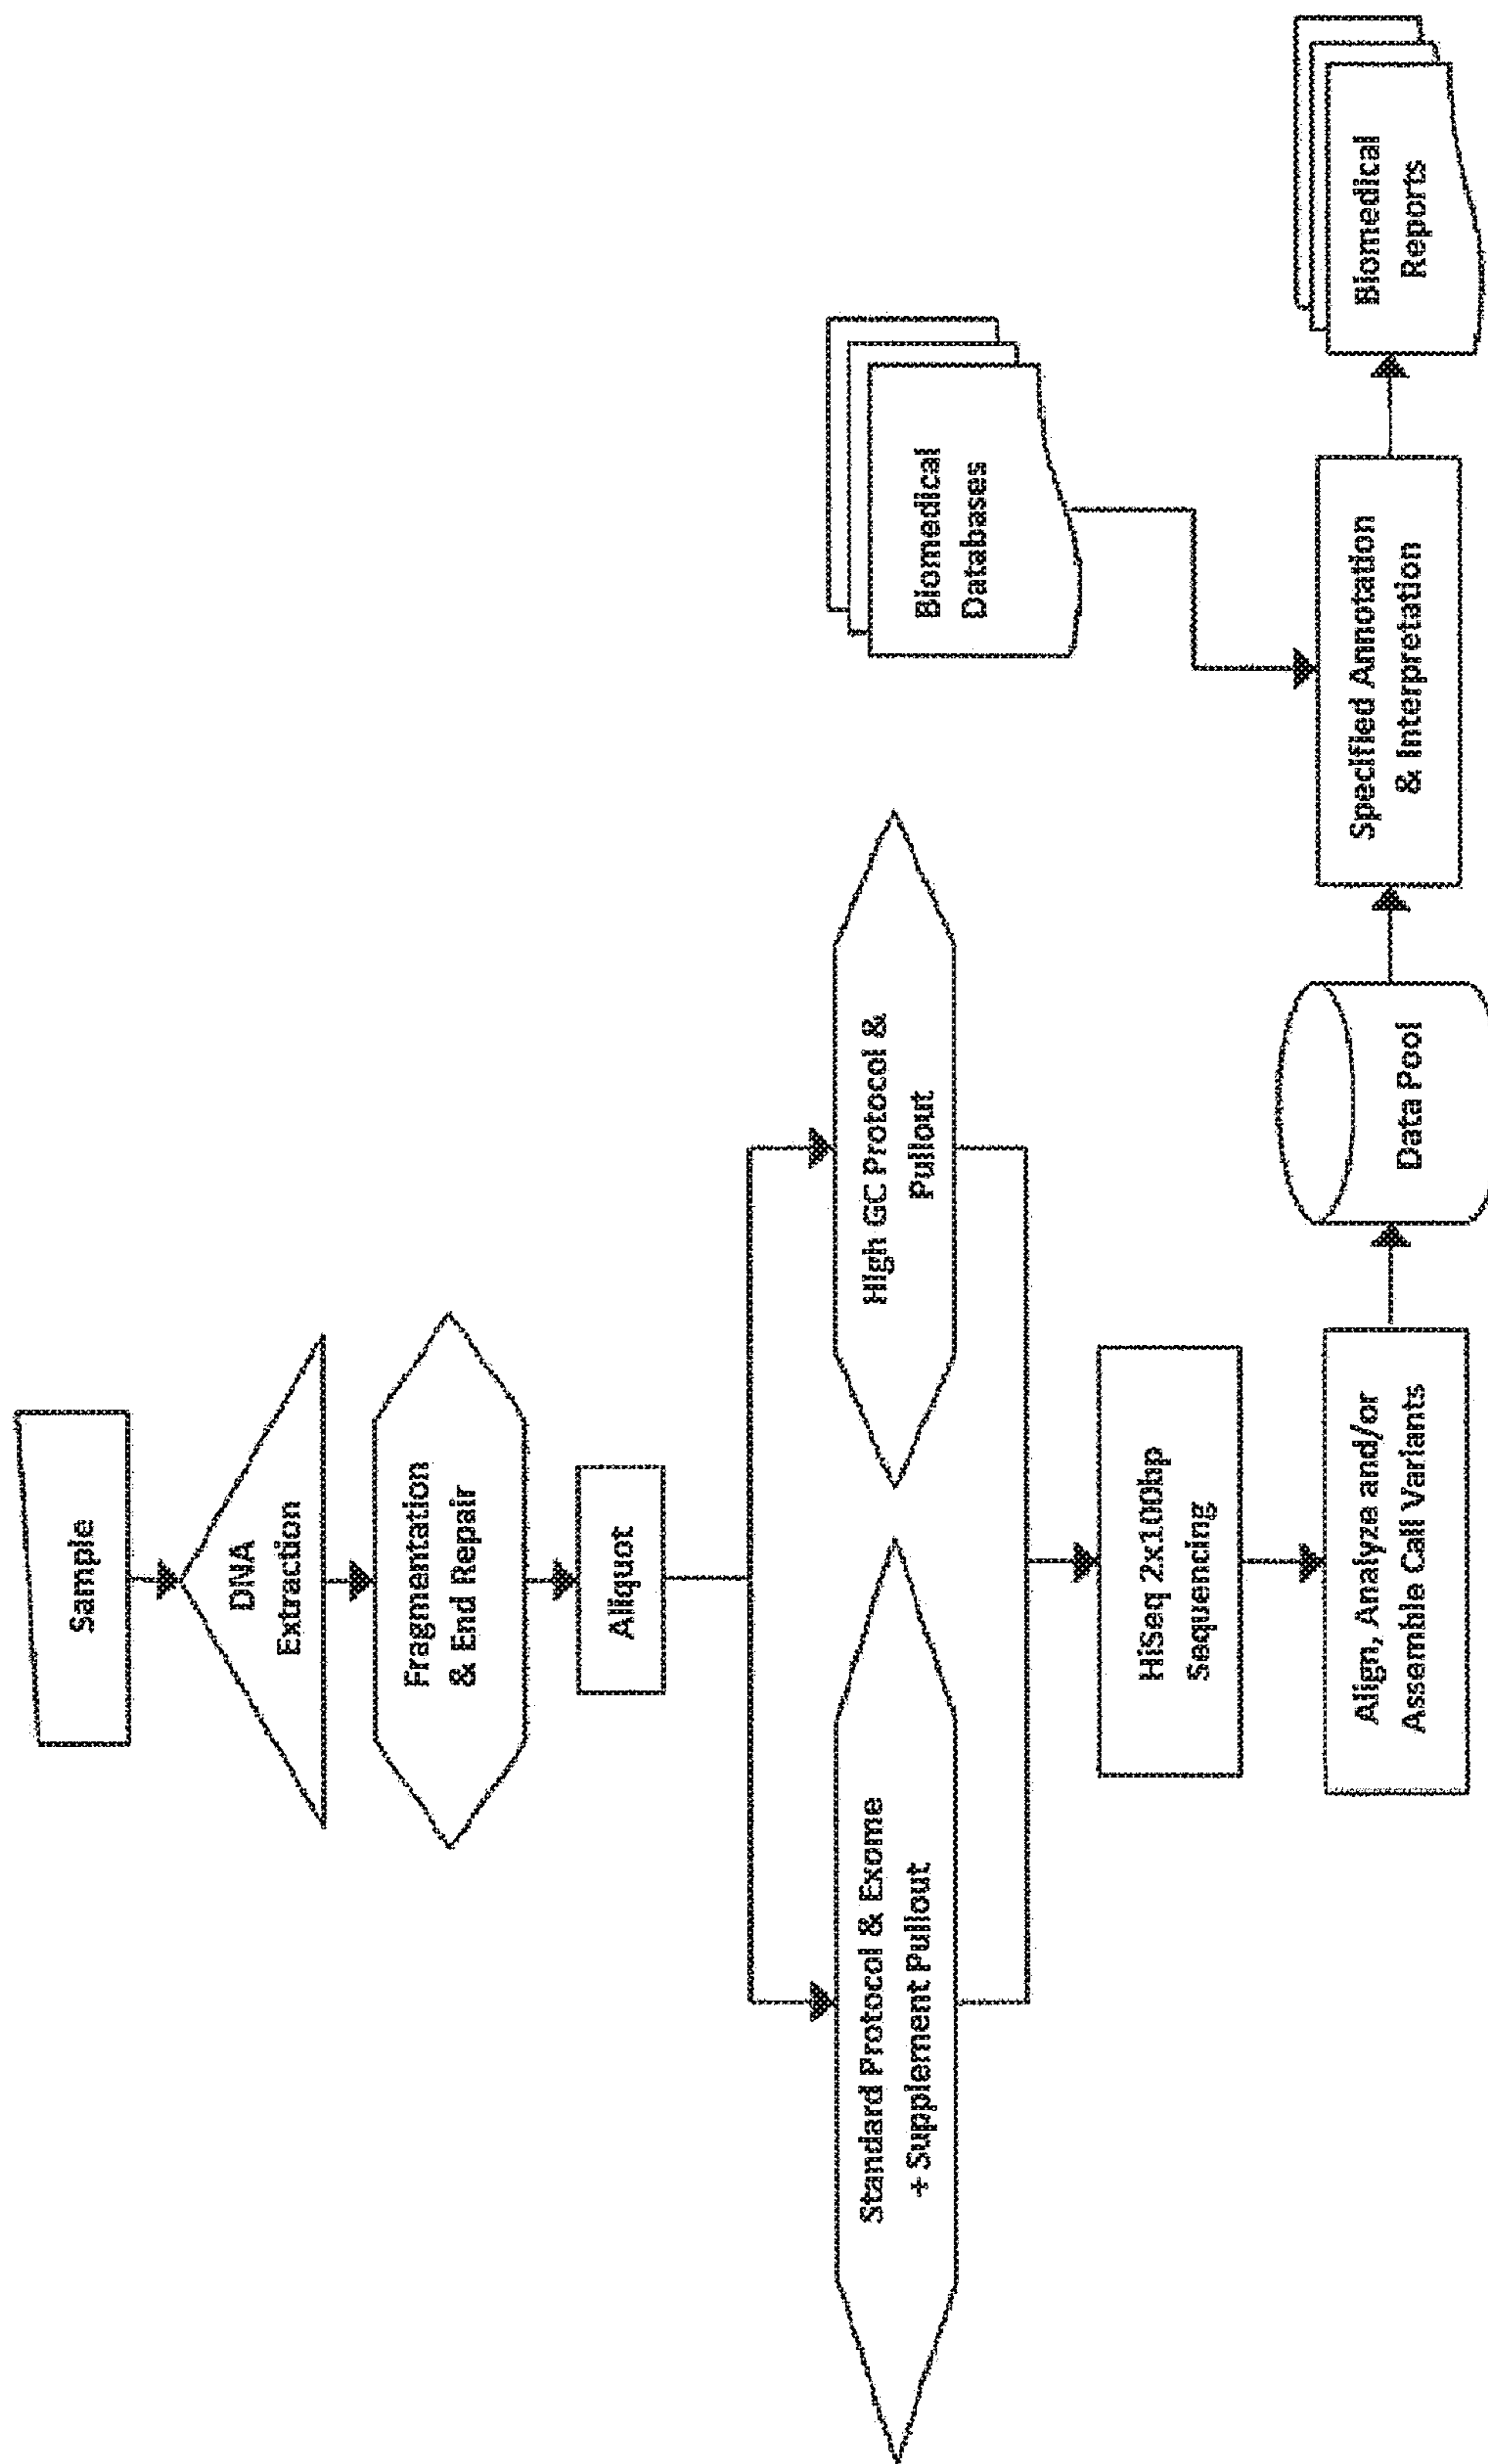 Sample
DNA
Extraction
Fragmentation
& End Repair
Aliquot
Standard Protocol & Exome
+ Supplement Pullout
High GC Protocol &
Pullout
HiSeq 2x100bp
Sequencing
Align, Analyze and/or
Assemble Call Variants
Data Pool
Biomedical
Databases
Specified Annotation
& Interpretation
Biomedical
Reports